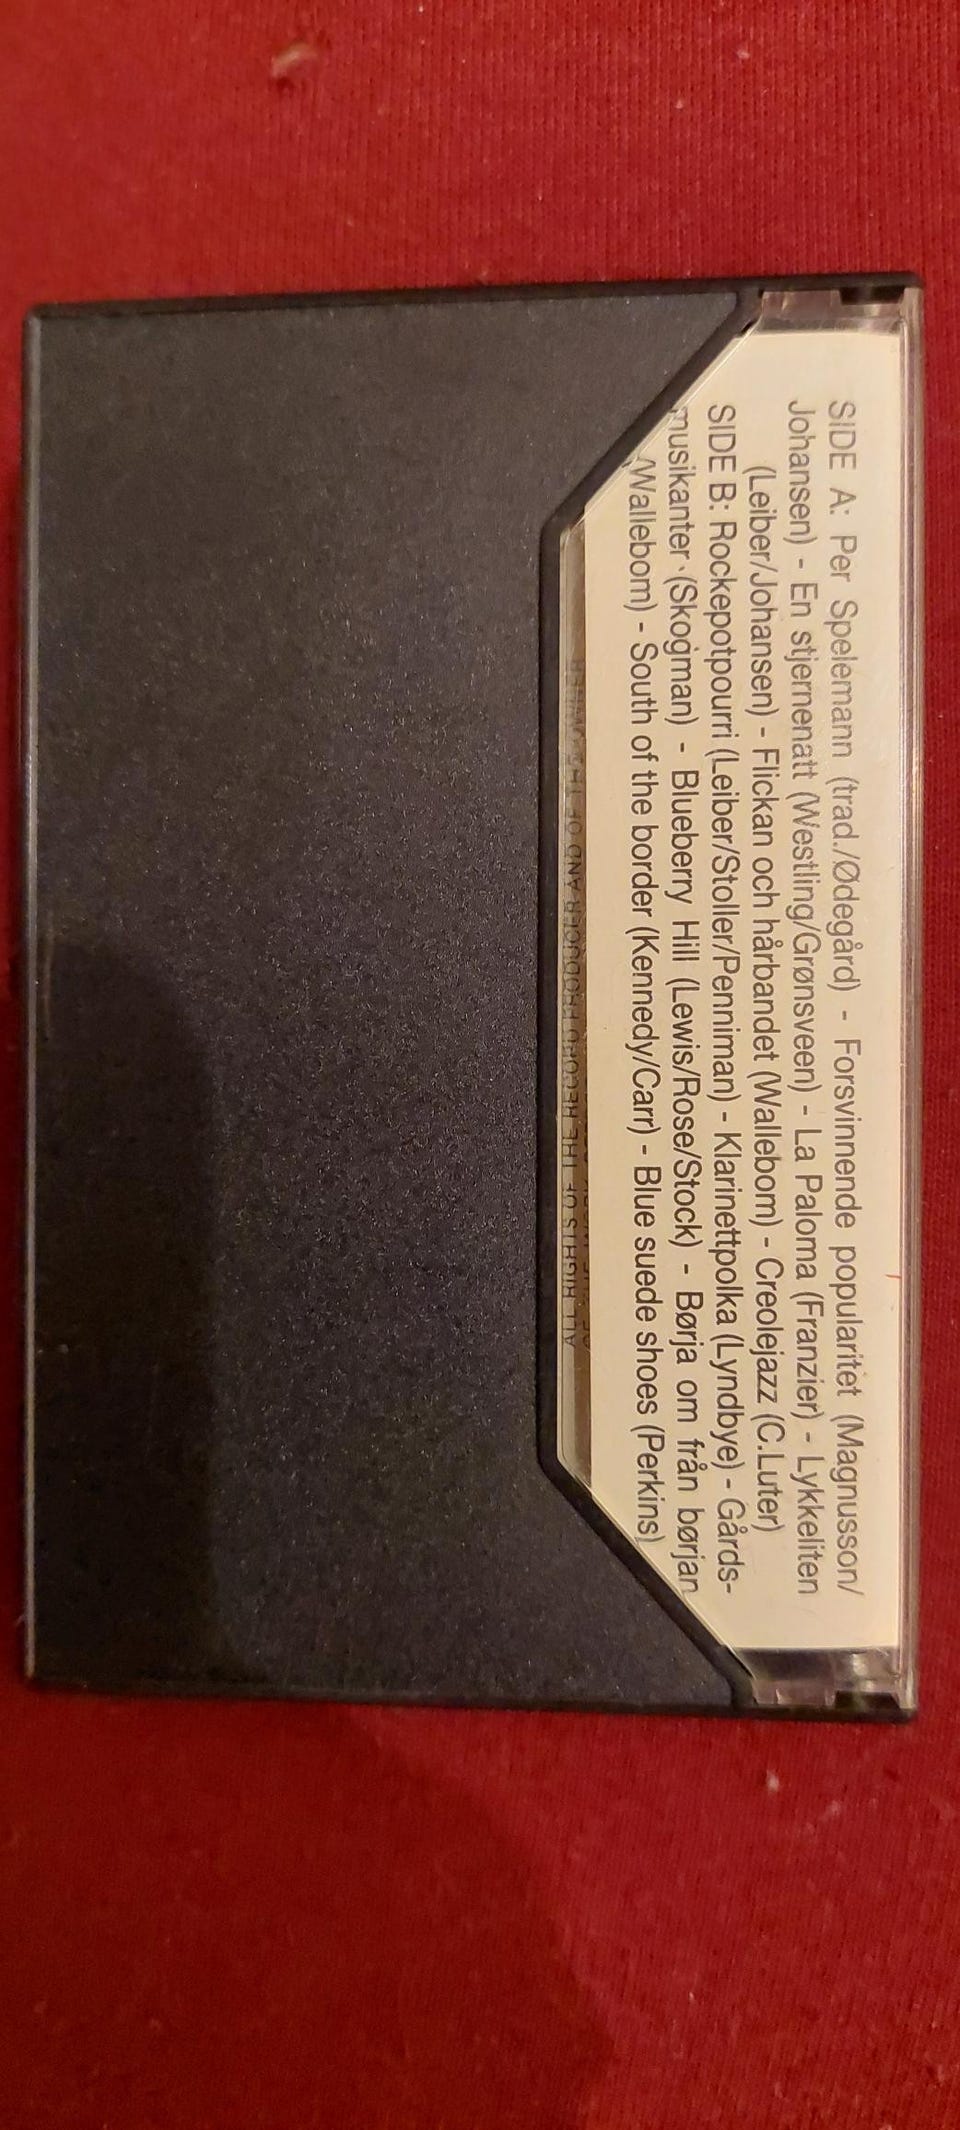 SIDE A: Per Spelemann (trad./Ødegård) - Forsvinnende popularitet (Magnusson/
Johansen) - En stjernenatt (Westling/Grønsveen) - La Paloma (Franzier) - Lykkeliten
(Leiber/Johansen) - Flickan och hårbandet (Wallebom) - Creolejazz (C.Luter)
SIDE B: Rockepotpourri (Leiber/Stoller/Penniman) - Klarinettpolka (Lyndbye) - Gårds-
musikanter (Skogman) - Blueberry Hill (Lewis/Rose/Stock) - Børja om från børjan
(Wallebom) - South of the border (Kennedy/Carr) - Blue suede shoes (Perkins)
ALL RIGHTS OF THE RECORD PRODUCER AND OF THE OWNER